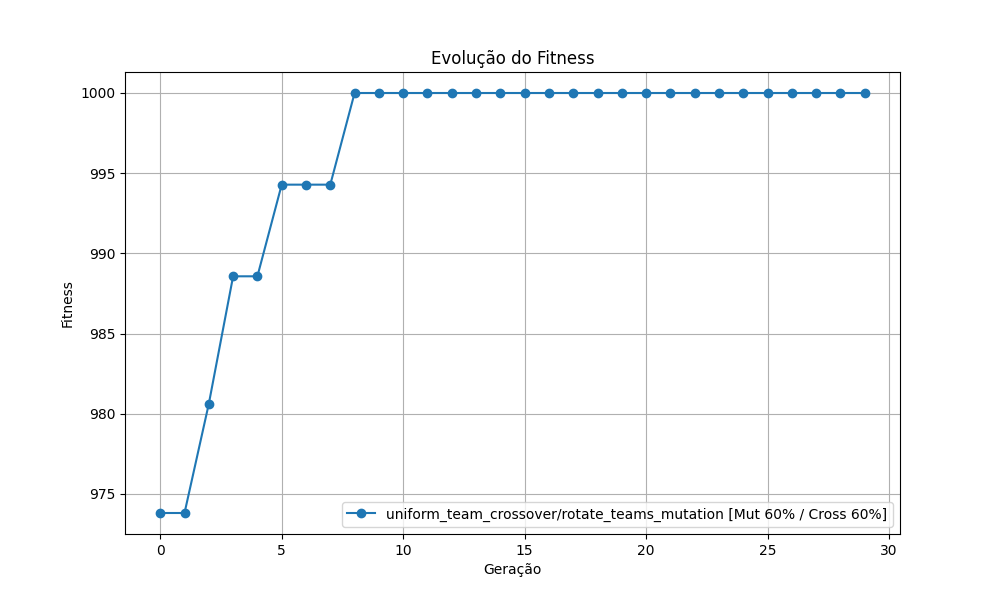 Evolução do Fitness
Fitness
1000
995
990
985
980
975
uniform_team_crossover/rotate_teams_mutation [Mut 60% / Cross 60%]
0 5 10 15 20 25 30
Geração